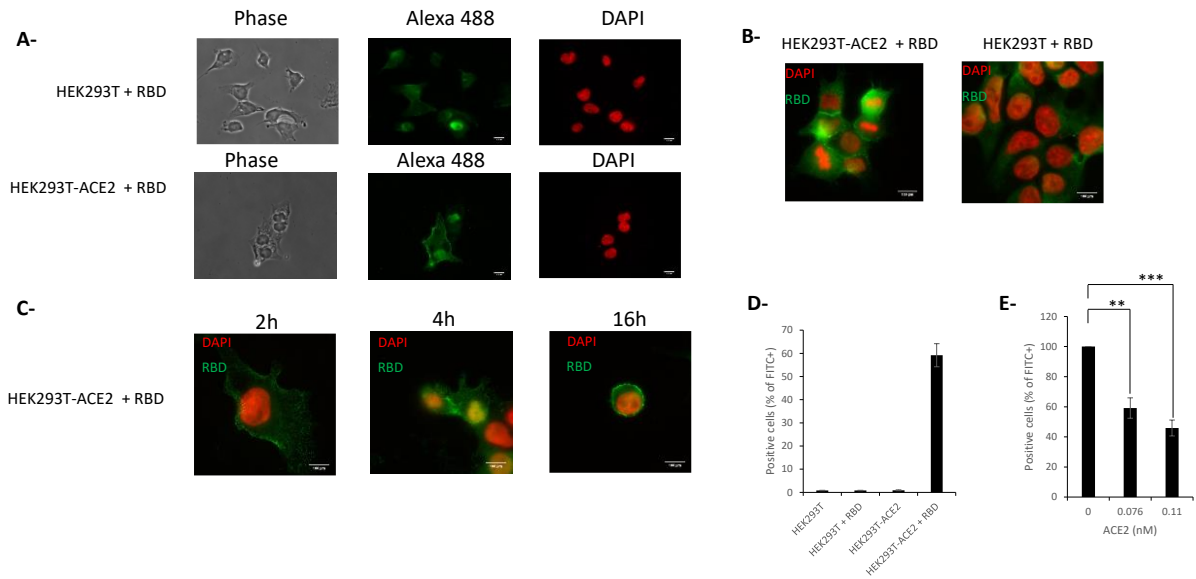 A-
Phase
Alexa 488
DAPI
HEK293T + RBD
Phase
Alexa 488
DAPI
HEK293T-ACE2 + RBD
B-
HEK293T-ACE2 + RBD
HEK293T + RBD
DAPI
RBD
DAPI
RBD
C-
2h
4h
16h
HEK293T-ACE2 + RBD
DAPI
RBD
DAPI
RBD
DAPI
RBD
D-
Positive cells (% of FITC+)
70
60
50
40
30
20
10
0
HEK293T
HEK293T + RBD
HEK293T-ACE2
HEK293T-ACE2 + RBD
E-
***
**
Positive cells (% of FITC+)
120
100
80
60
40
20
0
0 0.076 0.11
ACE2 (nM)